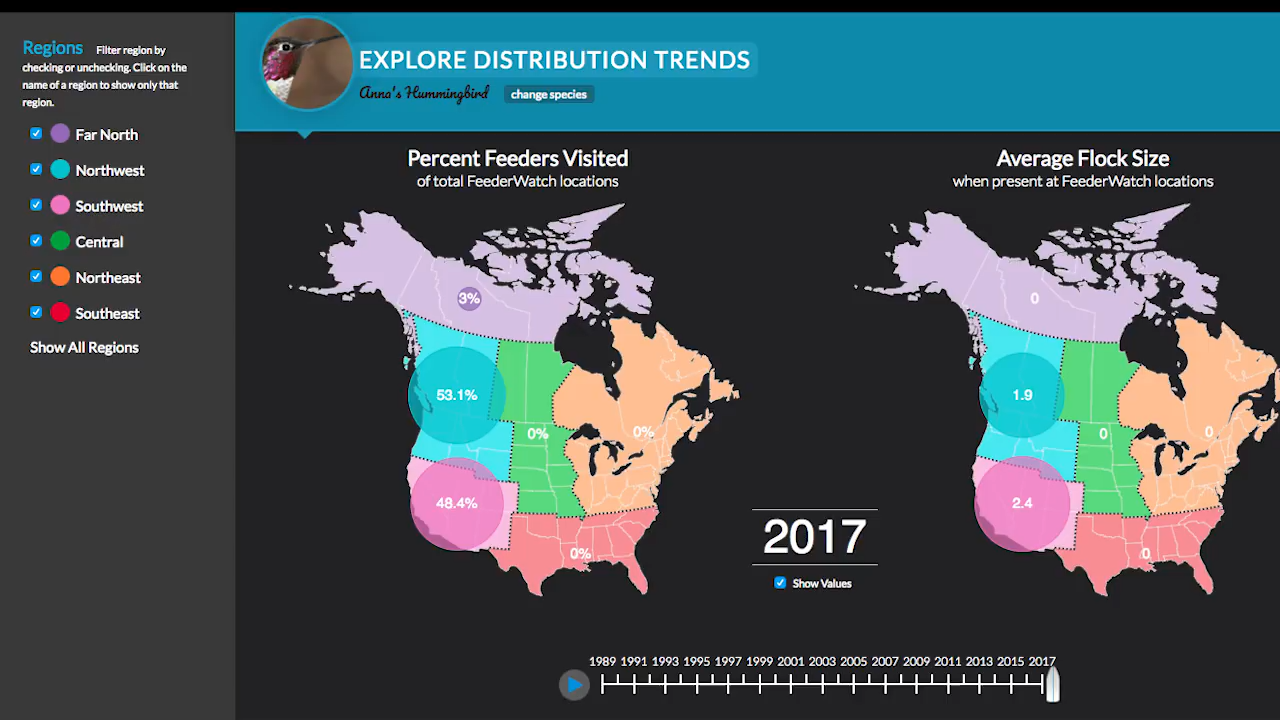 Regions Filter region by
checking or unchecking. Click on the
name of a region to show only that
region.
Far North
Northwest
Southwest
Central
Northeast
Southeast
Show All Regions
EXPLORE DISTRIBUTION TRENDS
Anna's Hummingbird change species
Percent Feeders Visited
of total FeederWatch locations
3%
53.1%
0%
0%
48.4%
0%
Average Flock Size
when present at FeederWatch locations
0
1.9
0
0
2.4
0
2017
Show Values
1989 1991 1993 1995 1997 1999 2001 2003 2005 2007 2009 2011 2013 2015 2017